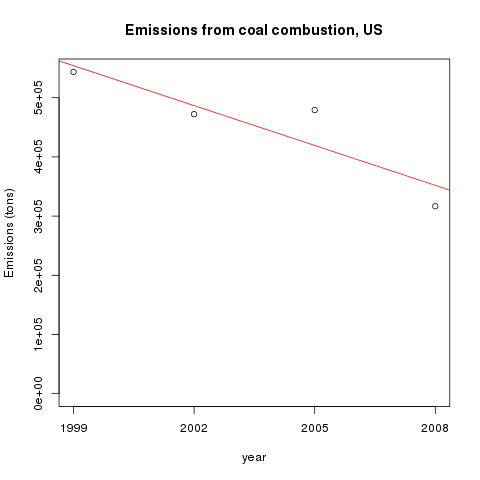 Emissions from coal combustion, US
Emissions (tons)
5e+05
4e+05
3e+05
2e+05
1e+05
0e+00
1999 2002 2005 2008
year